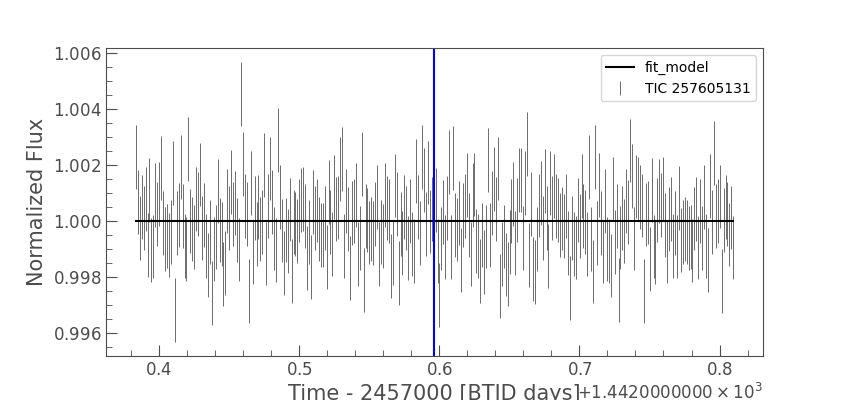 1.006
1.004
1.002
1.000
0.998
0.996
Normalized Flux
fit_model
TIC 257605131
0.4 0.5 0.6 0.7 0.8
Time - 2457000 [BTJD days]
+1.4420000000 × 10³